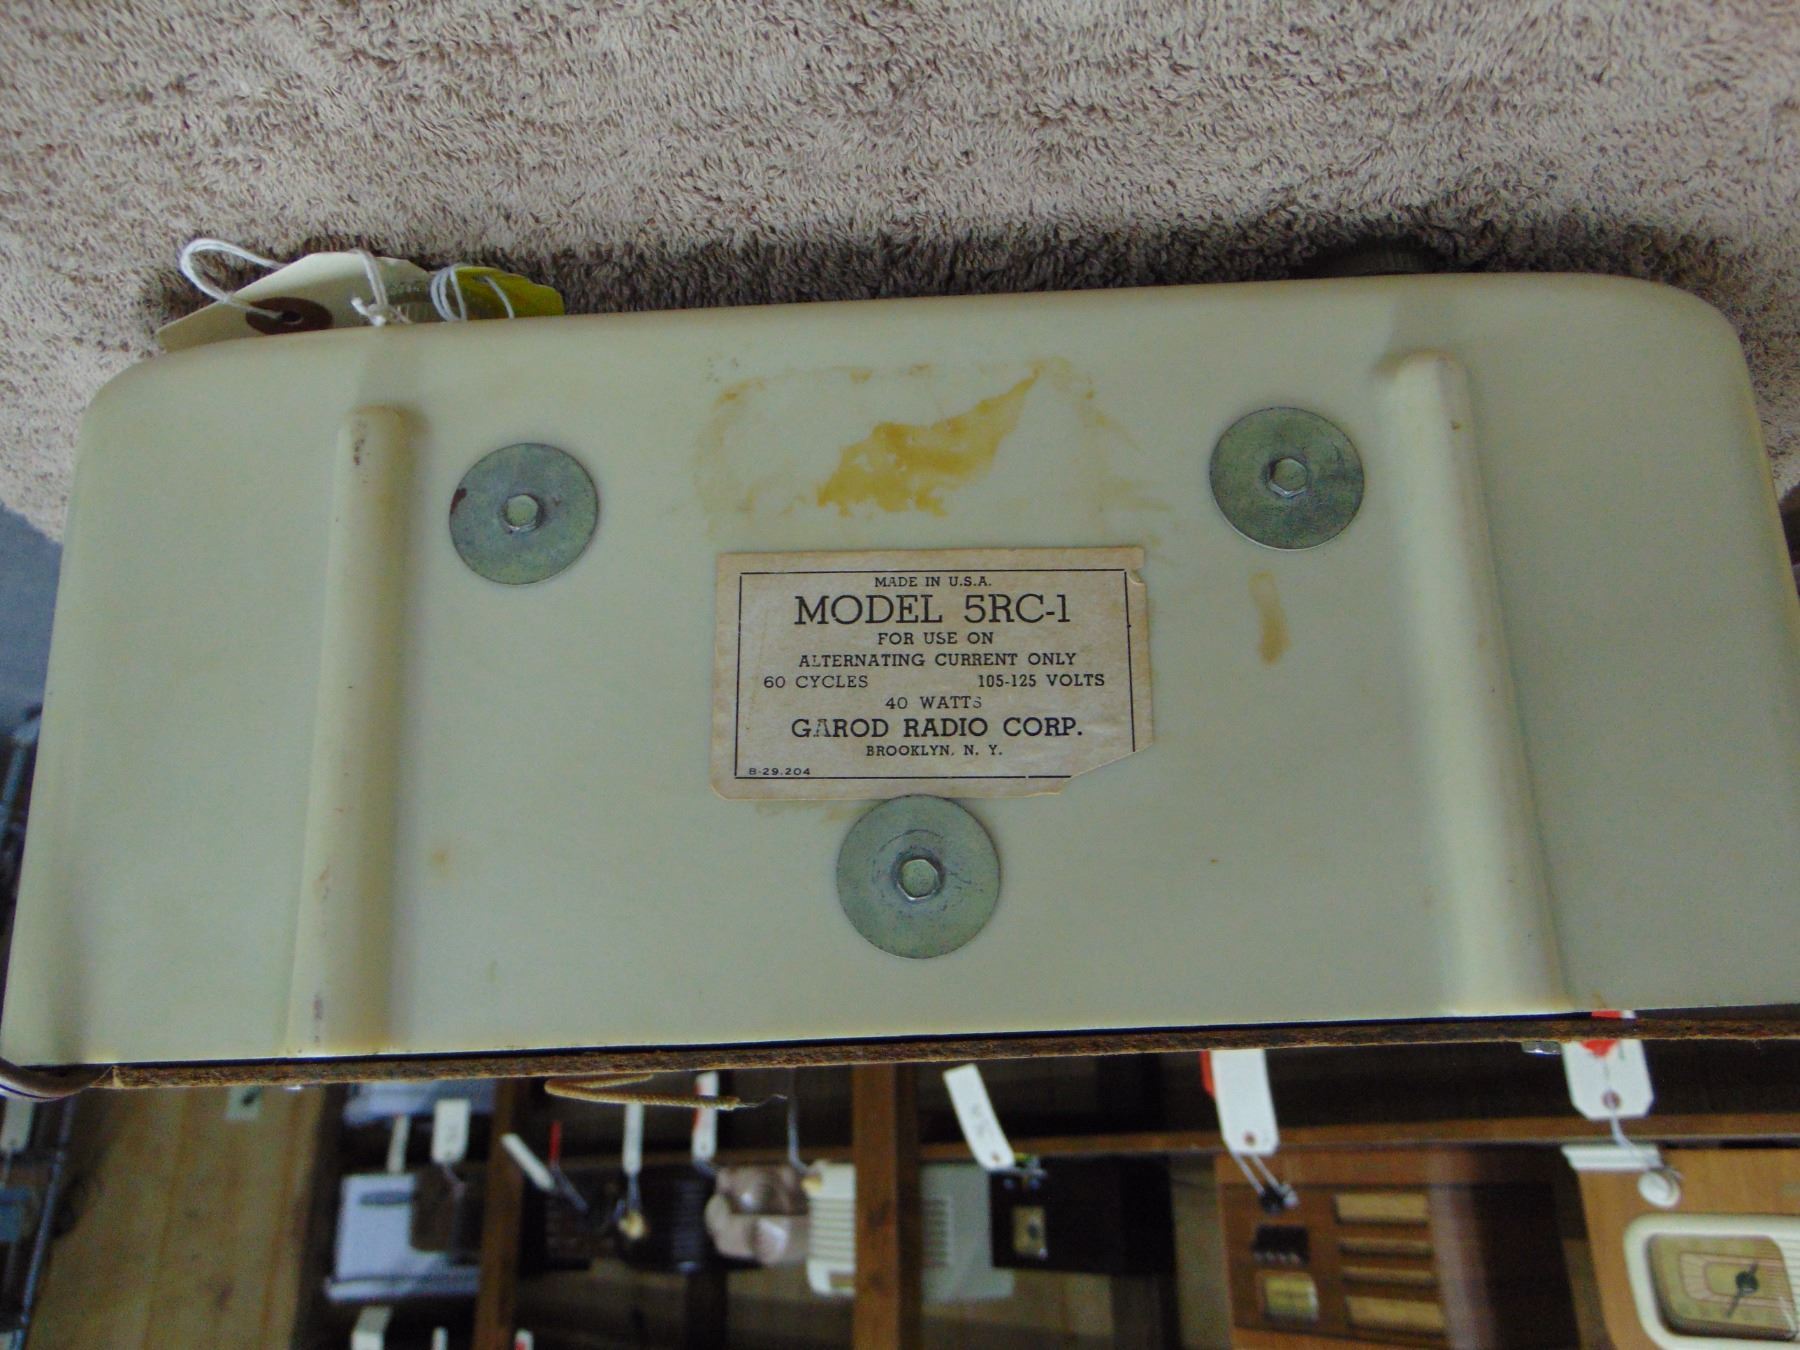 MADE IN U.S.A.
MODEL 5RC-1
FOR USE ON
ALTERNATING CURRENT ONLY
60 CYCLES 105-125 VOLTS
40 WATTS
GAROD RADIO CORP.
BROOKLYN, N. Y.
B-29.204